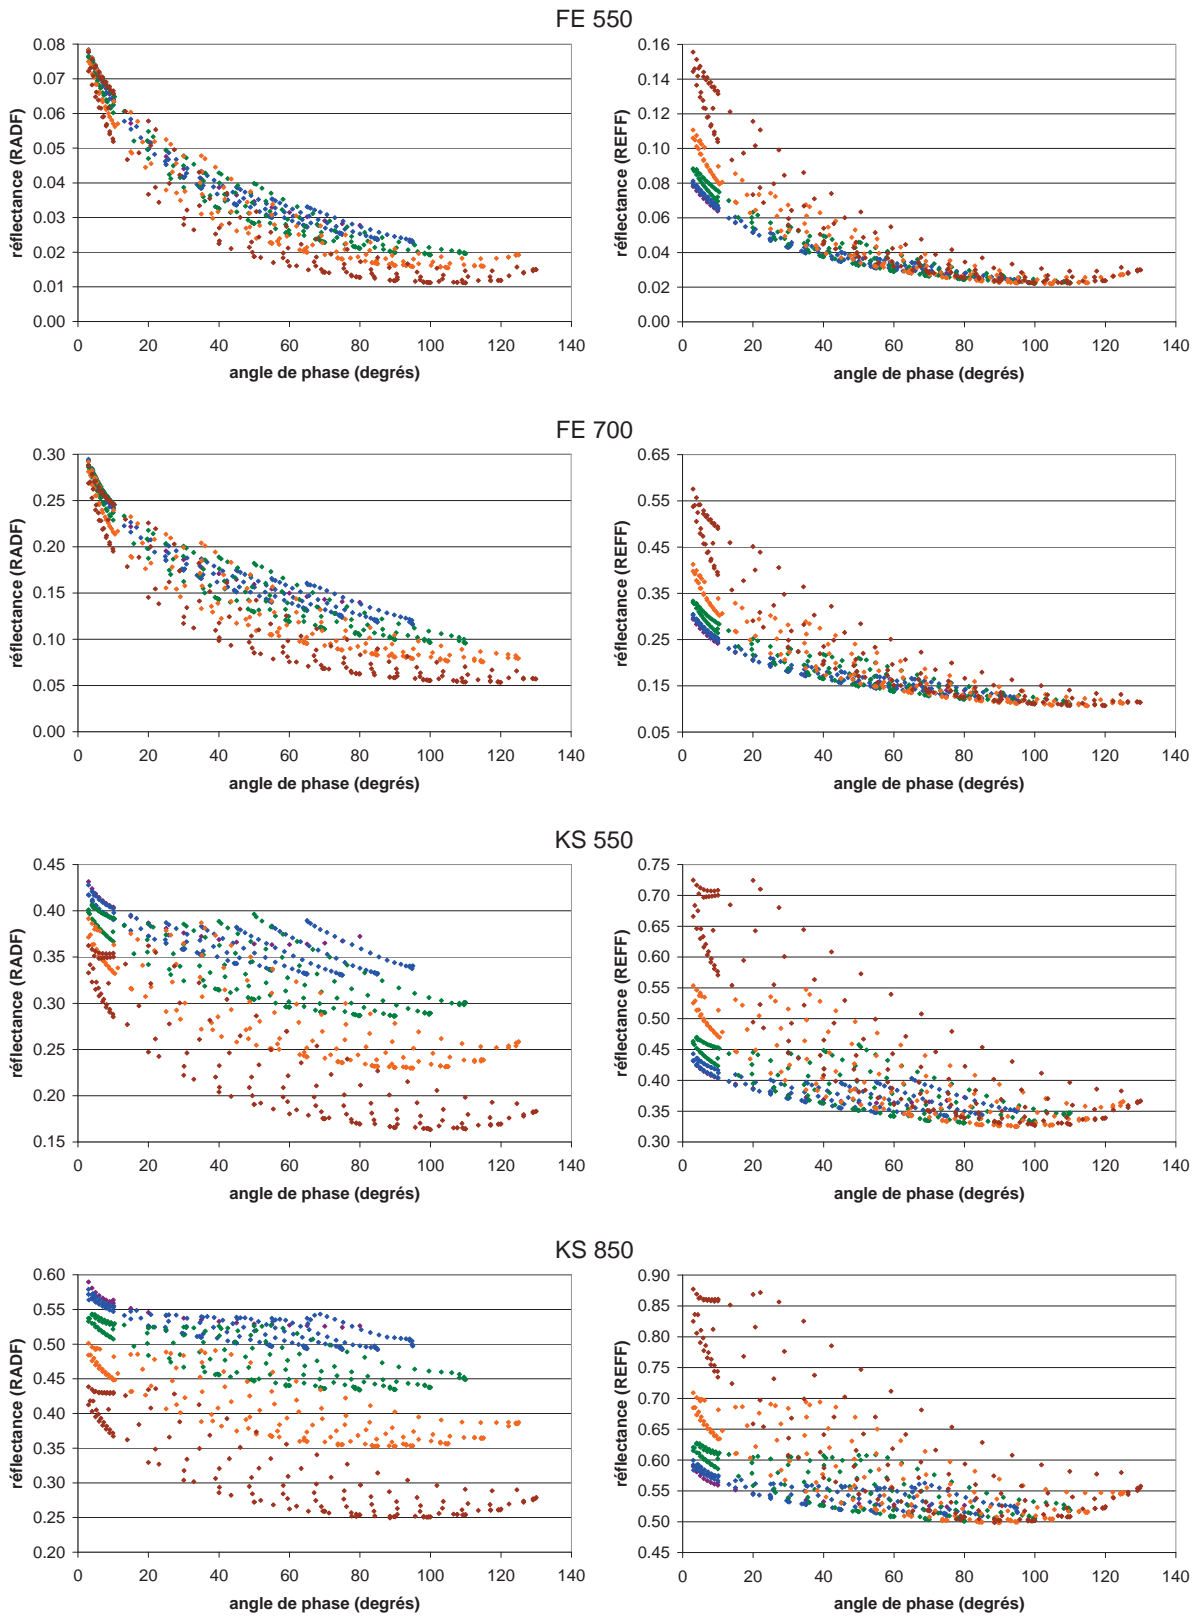 FE 550
0.08
0.07
0.06
0.05
0.04
0.03
0.02
0.01
0.00
réflectance (RADF)
0 20 40 60 80 100 120 140
angle de phase (degrés)
0.16
0.14
0.12
0.10
0.08
0.06
0.04
0.02
0.00
réflectance (REFF)
0 20 40 60 80 100 120 140
angle de phase (degrés)
FE 700
0.30
0.25
0.20
0.15
0.10
0.05
0.00
réflectance (RADF)
0 20 40 60 80 100 120 140
angle de phase (degrés)
0.65
0.55
0.45
0.35
0.25
0.15
0.05
réflectance (REFF)
0 20 40 60 80 100 120 140
angle de phase (degrés)
KS 550
0.45
0.40
0.35
0.30
0.25
0.20
0.15
réflectance (RADF)
0 20 40 60 80 100 120 140
angle de phase (degrés)
0.75
0.70
0.65
0.60
0.55
0.50
0.45
0.40
0.35
0.30
réflectance (REFF)
0 20 40 60 80 100 120 140
angle de phase (degrés)
KS 850
0.60
0.55
0.50
0.45
0.40
0.35
0.30
0.25
0.20
réflectance (RADF)
0 20 40 60 80 100 120 140
angle de phase (degrés)
0.90
0.85
0.80
0.75
0.70
0.65
0.60
0.55
0.50
0.45
réflectance (REFF)
0 20 40 60 80 100 120 140
angle de phase (degrés)